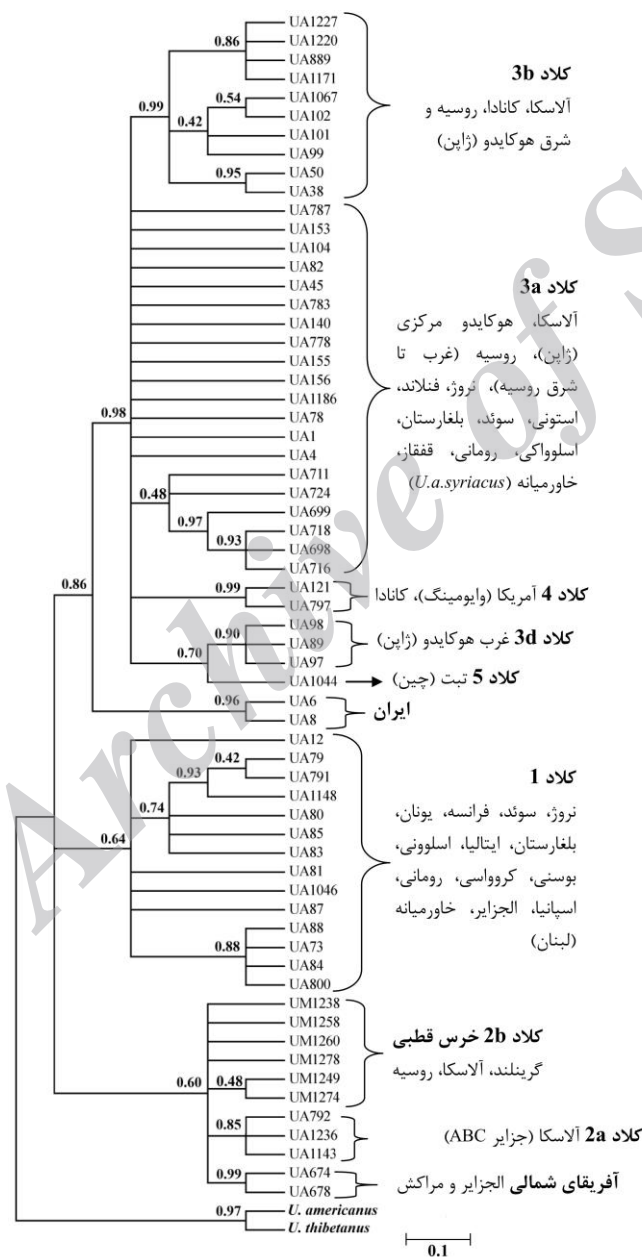 UA1227
0.86
UA1220
UA889
UA1171
کلاد 3b
آلاسکا، کانادا، روسیه و
شرق هوکایدو (ژاپن)
0.99
0.54
UA1067
UA102
0.42
UA101
UA99
0.95
UA50
UA38
UA787
UA153
UA104
UA82
UA45
UA783
UA140
UA778
UA155
UA156
UA1186
UA78
UA1
UA4
کلاد 3a
آلاسکا، هوکایدو مرکزی
(ژاپن)، روسیه (غرب تا
شرق روسیه)، نروژ، فنلاند،
استونی، سوئد، بلغارستان،
اسلوواکی، رومانی، قفقاز،
خاورمیانه (U.a.syriacus)
0.98
UA711
0.48
UA724
UA699
0.97
UA718
0.93
UA698
UA716
0.99
UA121
UA797
کلاد 4 آمریکا (وایومینگ)، کانادا
0.86
UA98
0.90
UA89
UA97
کلاد 3d غرب هوکایدو (ژاپن)
0.70
UA1044
کلاد 5 تبت (چین)
0.96
UA6
UA8
ایران
UA12
0.42
UA79
UA791
0.93
UA1148
0.74
UA80
UA85
UA83
0.64
UA81
UA1046
UA87
0.88
UA88
UA73
UA84
UA800
کلاد 1
نروژ، سوئد، فرانسه، یونان،
بلغارستان، ایتالیا، اسلوونی،
بوسنی، کرواسی، رومانی،
اسپانیا، الجزایر، خاورمیانه
(لبنان)
UM1238
UM1258
UM1260
UM1278
0.60
0.48
UM1249
UM1274
کلاد 2b خرس قطبی
گرینلند، آلاسکا، روسیه
UA792
0.85
UA1236
UA1143
کلاد 2a آلاسکا (جزایر ABC)
0.99
UA674
UA678
آفریقای شمالی الجزایر و مراکش
0.97
U. americanus
U. thibetanus
0.1
Archive of S